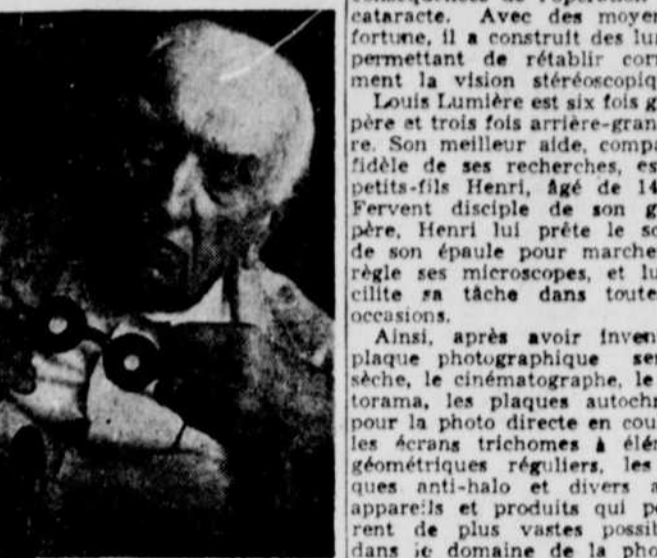 conséquences de l'opération
cataracte. Avec des moyen
fortune, il a construit des lu
permettant de rétablir corr
ment la vision stéréoscopiq
Louis Lumière est six fois g
père et trois fois arrière-gran
re. Son meilleur aide, compa
fidèle de ses recherches, es
petits-fils Henri, âgé de 14
Fervent disciple de son g
père, Henri lui prête le so
de son épaule pour marche
règle ses microscopes, et lu
cilite sa tâche dans toute
occasions.
Ainsi, après avoir inven
plaque photographique sen
sèche, le cinématographe, le
torama, les plaques autochr
pour la photo directe en cou
les écrans trichomes à élé
géométriques réguliers, les
ques anti-halo et divers a
appareils et produits qui p
rent de plus vastes possib
dans le domaine de la pho